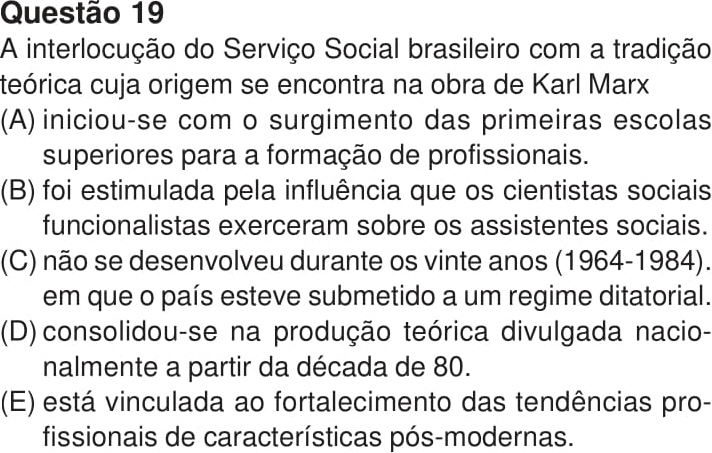 Questão 19
A interlocução do Serviço Social brasileiro com a tradição
teórica cuja origem se encontra na obra de Karl Marx
(A) iniciou-se com o surgimento das primeiras escolas
superiores para a formação de profissionais.
(B) foi estimulada pela influência que os cientistas sociais
funcionalistas exerceram sobre os assistentes sociais.
(C) não se desenvolveu durante os vinte anos (1964-1984).
em que o país esteve submetido a um regime ditatorial.
(D) consolidou-se na produção teórica divulgada nacio-
nalmente a partir da década de 80.
(E) está vinculada ao fortalecimento das tendências pro-
fissionais de características pós-modernas.